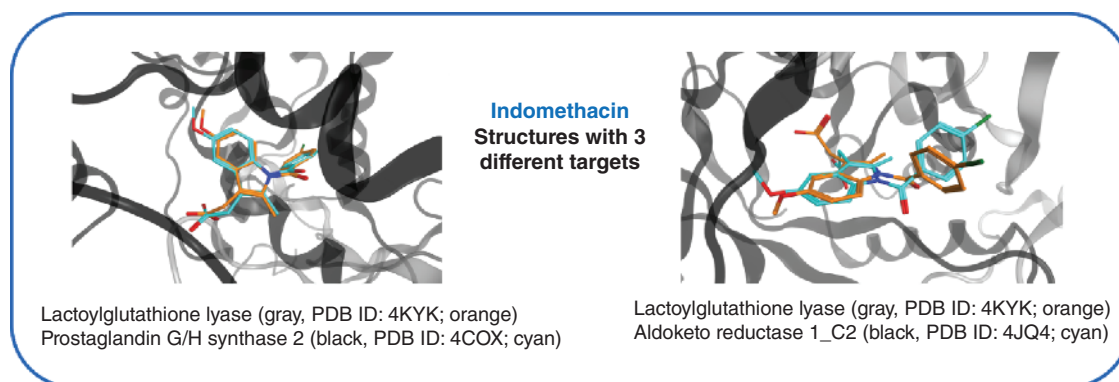 Indomethacin
Structures with 3
different targets
Lactoylglutathione lyase (gray, PDB ID: 4KYK; orange)
Prostaglandin G/H synthase 2 (black, PDB ID: 4COX; cyan)
Lactoylglutathione lyase (gray, PDB ID: 4KYK; orange)
Aldoketo reductase 1_C2 (black, PDB ID: 4JQ4; cyan)